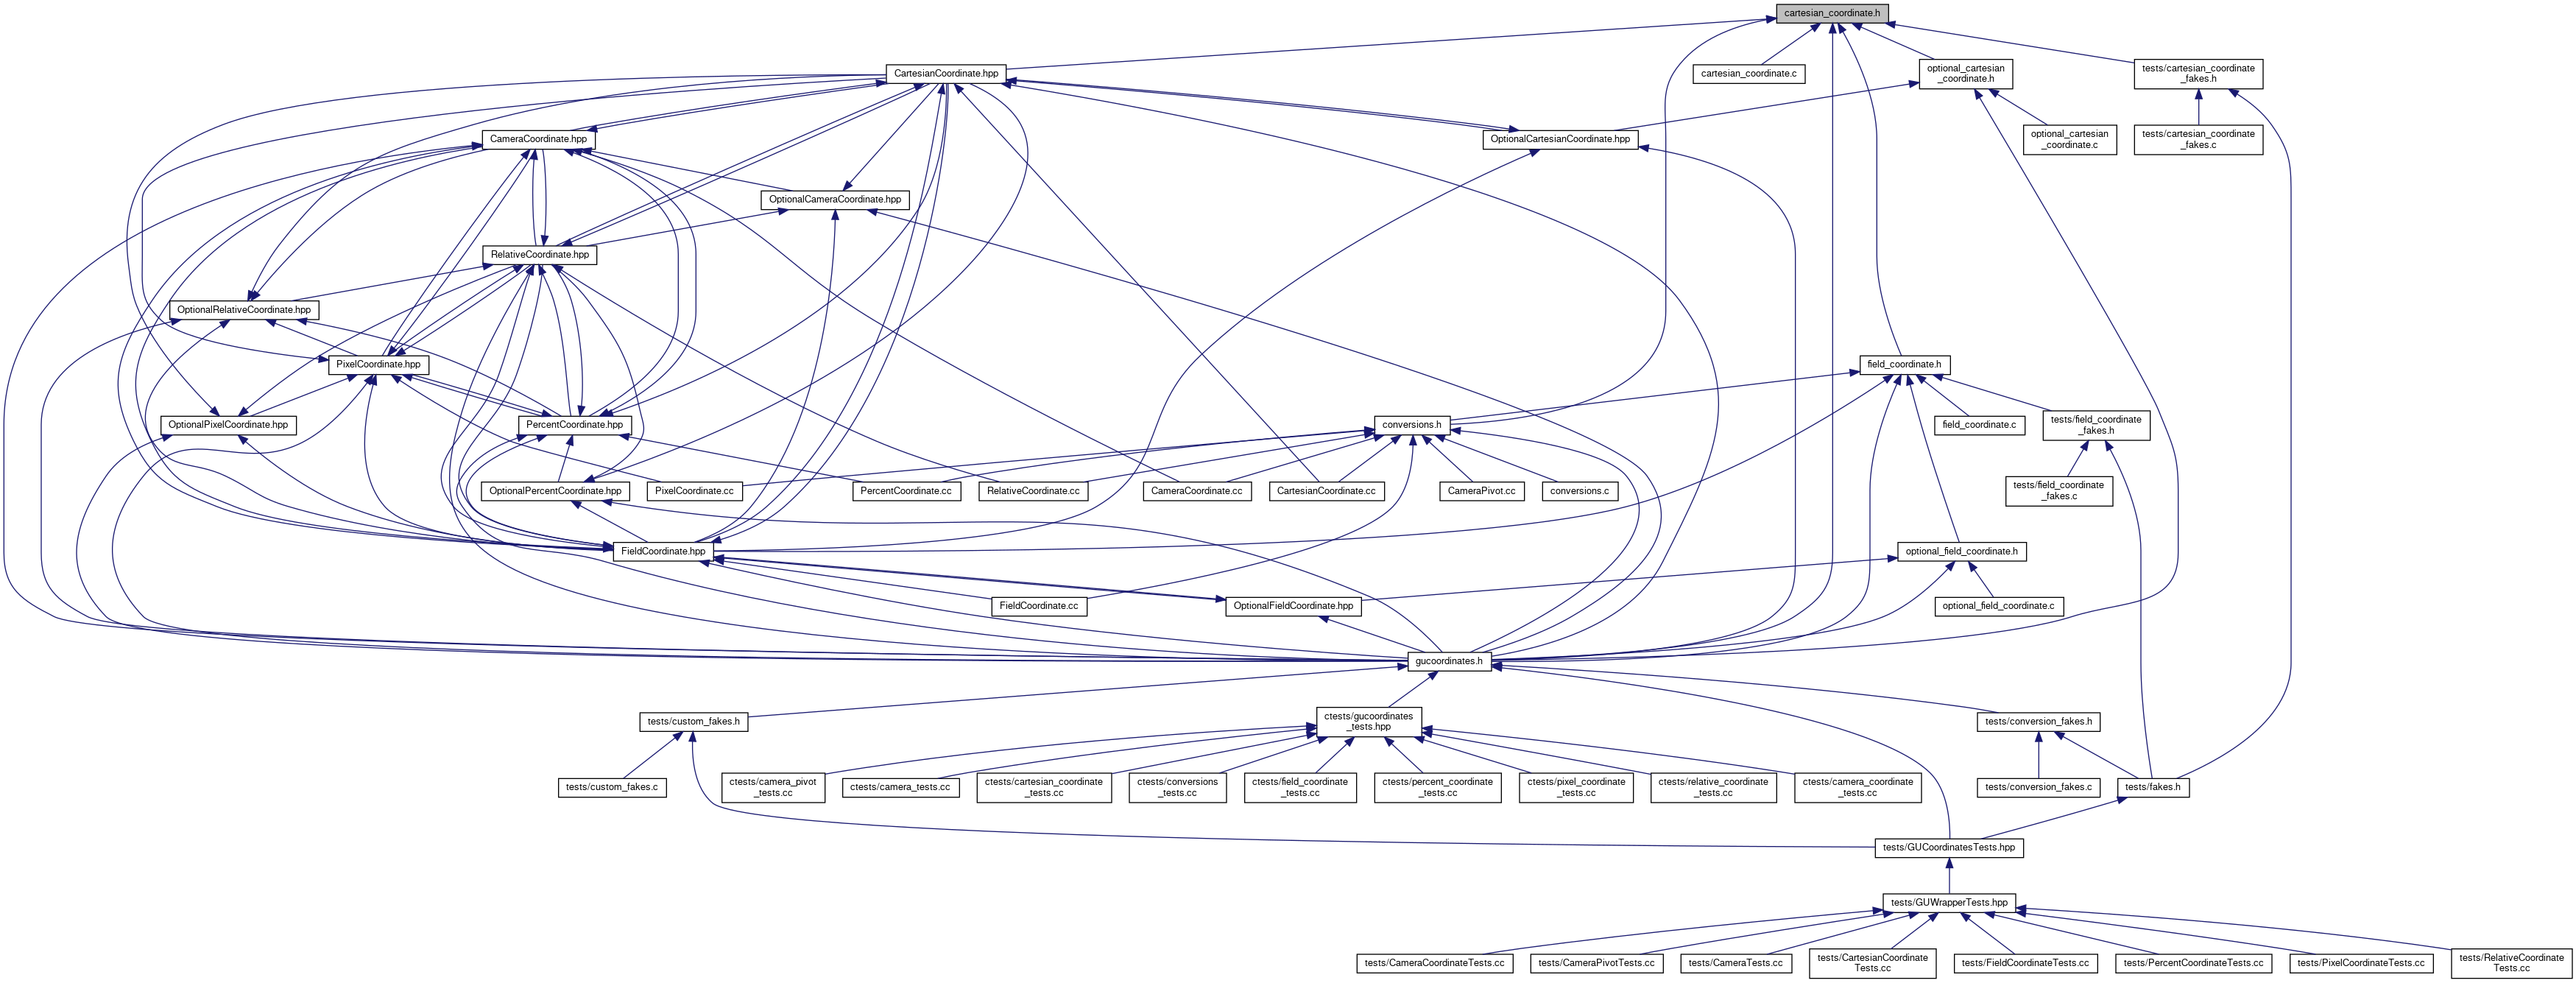 cartesian_coordinate.h
CartesianCoordinate.hpp
cartesian_coordinate.c
optional_cartesian
_coordinate.h
tests/cartesian_coordinate
_fakes.h
CameraCoordinate.hpp
OptionalCartesianCoordinate.hpp
optional_cartesian
_coordinate.c
tests/cartesian_coordinate
_fakes.c
OptionalCameraCoordinate.hpp
RelativeCoordinate.hpp
OptionalRelativeCoordinate.hpp
PixelCoordinate.hpp
field_coordinate.h
OptionalPixelCoordinate.hpp
PercentCoordinate.hpp
conversions.h
field_coordinate.c
tests/field_coordinate
_fakes.h
OptionalPercentCoordinate.hpp
PixelCoordinate.cc
PercentCoordinate.cc
RelativeCoordinate.cc
CameraCoordinate.cc
CartesianCoordinate.cc
CameraPivot.cc
conversions.c
tests/field_coordinate
_fakes.c
FieldCoordinate.hpp
optional_field_coordinate.h
FieldCoordinate.cc
OptionalFieldCoordinate.hpp
optional_field_coordinate.c
gucoordinates.h
tests/custom_fakes.h
ctests/gucoordinates
_tests.hpp
tests/conversion_fakes.h
tests/custom_fakes.c
ctests/camera_pivot
_tests.cc
ctests/camera_tests.cc
ctests/cartesian_coordinate
_tests.cc
ctests/conversions
_tests.cc
ctests/field_coordinate
_tests.cc
ctests/percent_coordinate
_tests.cc
ctests/pixel_coordinate
_tests.cc
ctests/relative_coordinate
_tests.cc
ctests/camera_coordinate
_tests.cc
tests/conversion_fakes.c
tests/fakes.h
tests/GUCoordinatesTests.hpp
tests/GUWrapperTests.hpp
tests/CameraCoordinateTests.cc
tests/CameraPivotTests.cc
tests/CameraTests.cc
tests/CartesianCoordinate
Tests.cc
tests/FieldCoordinateTests.cc
tests/PercentCoordinateTests.cc
tests/PixelCoordinateTests.cc
tests/RelativeCoordinate
Tests.cc